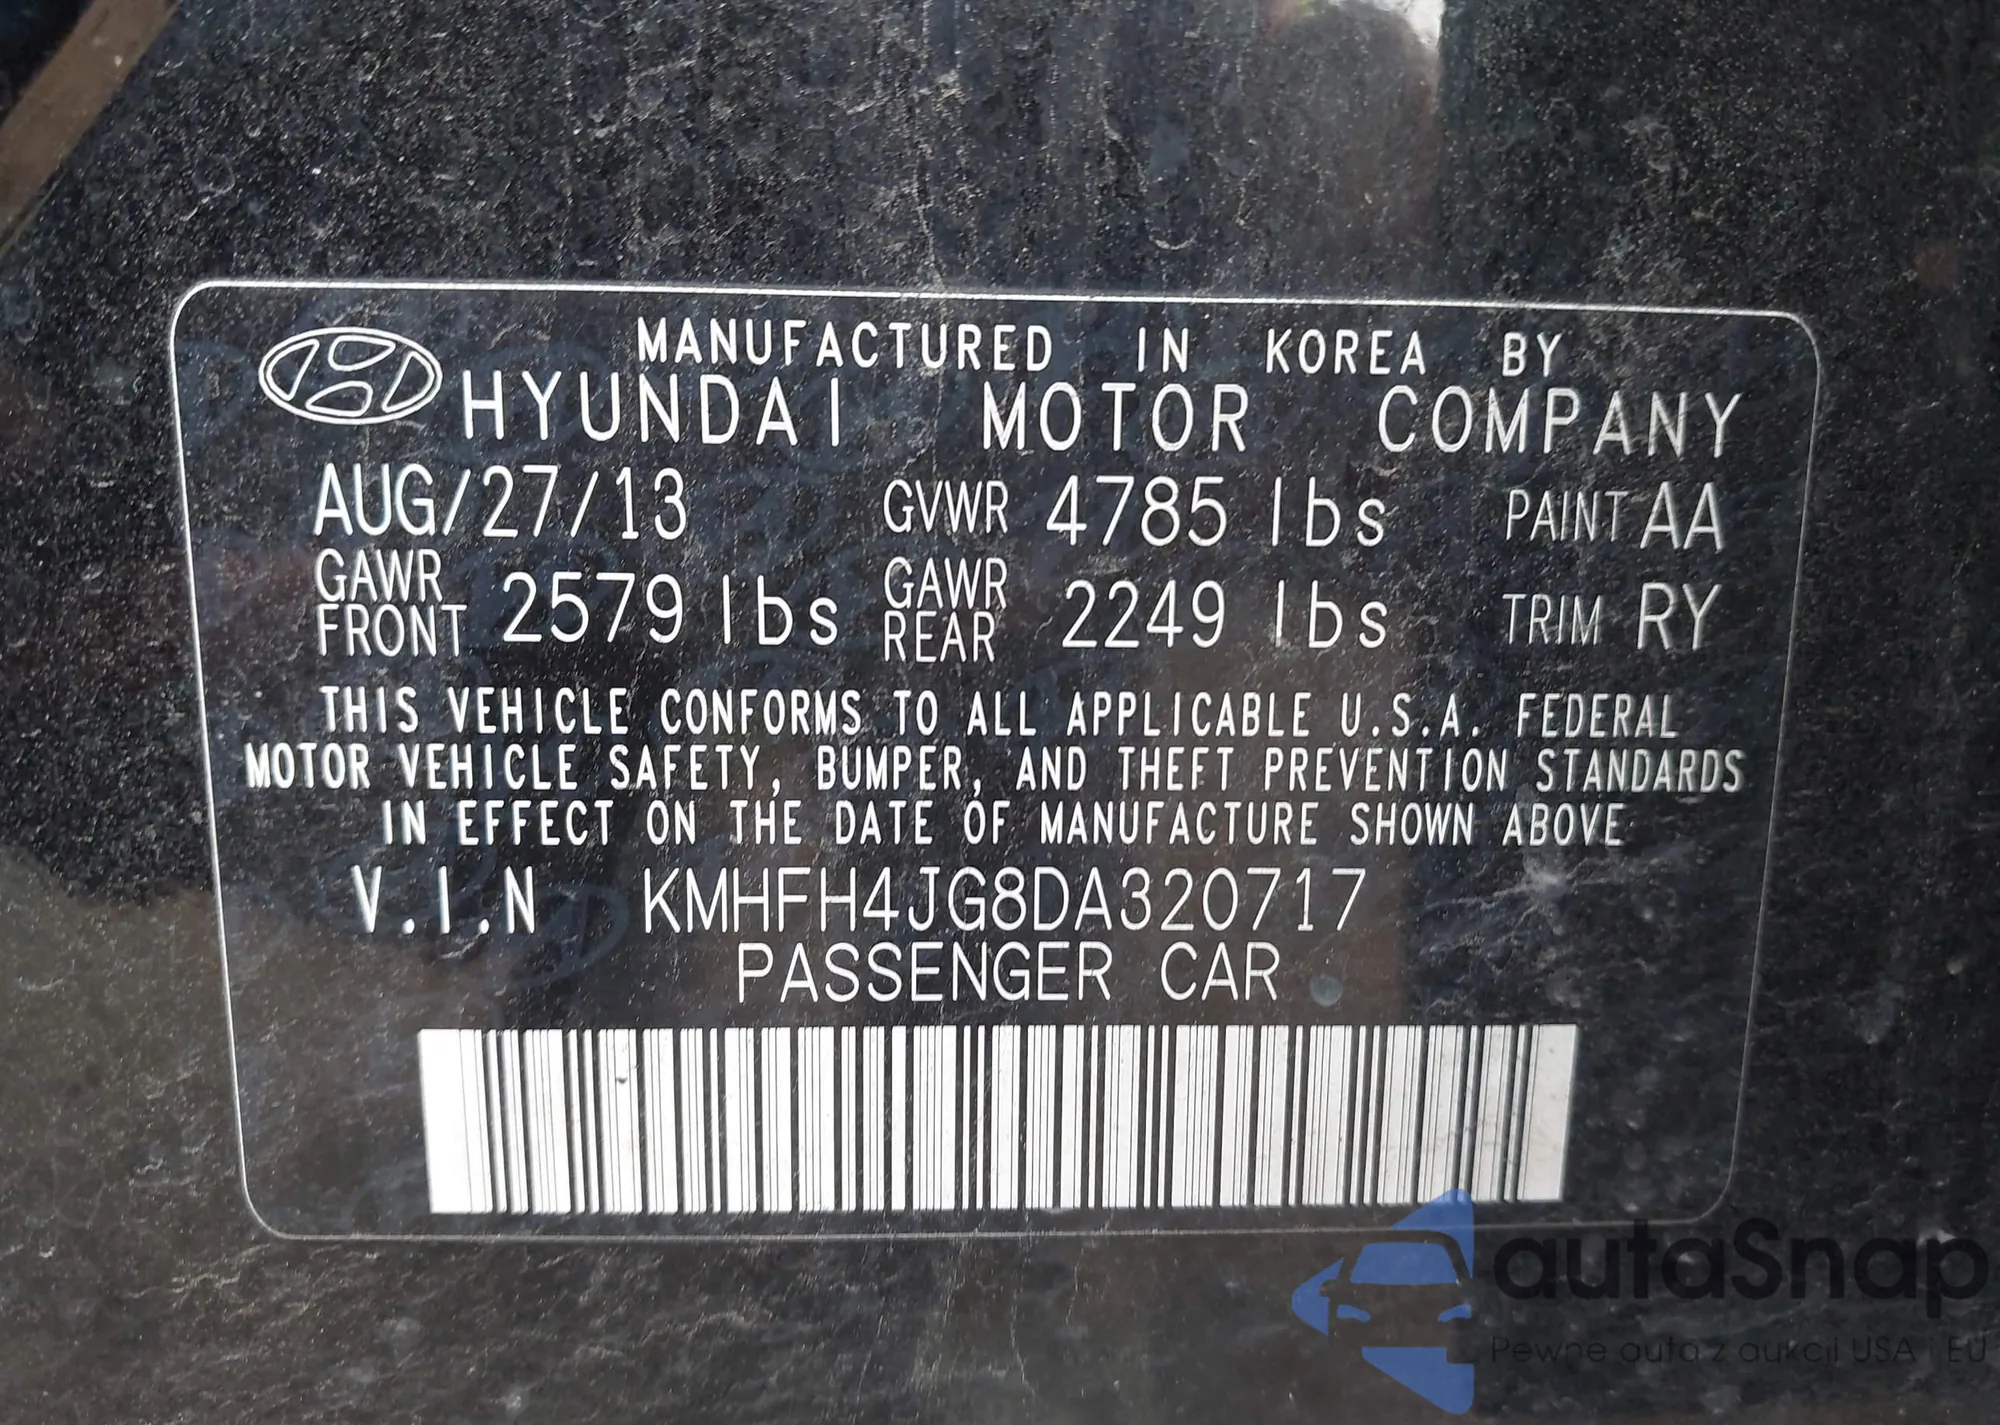 MANUFACTURED IN KOREA BY
HYUNDAI MOTOR COMPANY
AUG/27/13 GVWR 4785 lbs PAINT AA
GAWR FRONT 2579 lbs GAWR REAR 2249 lbs TRIM RY
THIS VEHICLE CONFORMS TO ALL APPLICABLE U.S.A. FEDERAL
MOTOR VEHICLE SAFETY, BUMPER, AND THEFT PREVENTION STANDARDS
IN EFFECT ON THE DATE OF MANUFACTURE SHOWN ABOVE
V.I.N KMHFH4JG8DA320717
PASSENGER CAR
autaSnap
Pewne auta z aukcji USA i EU